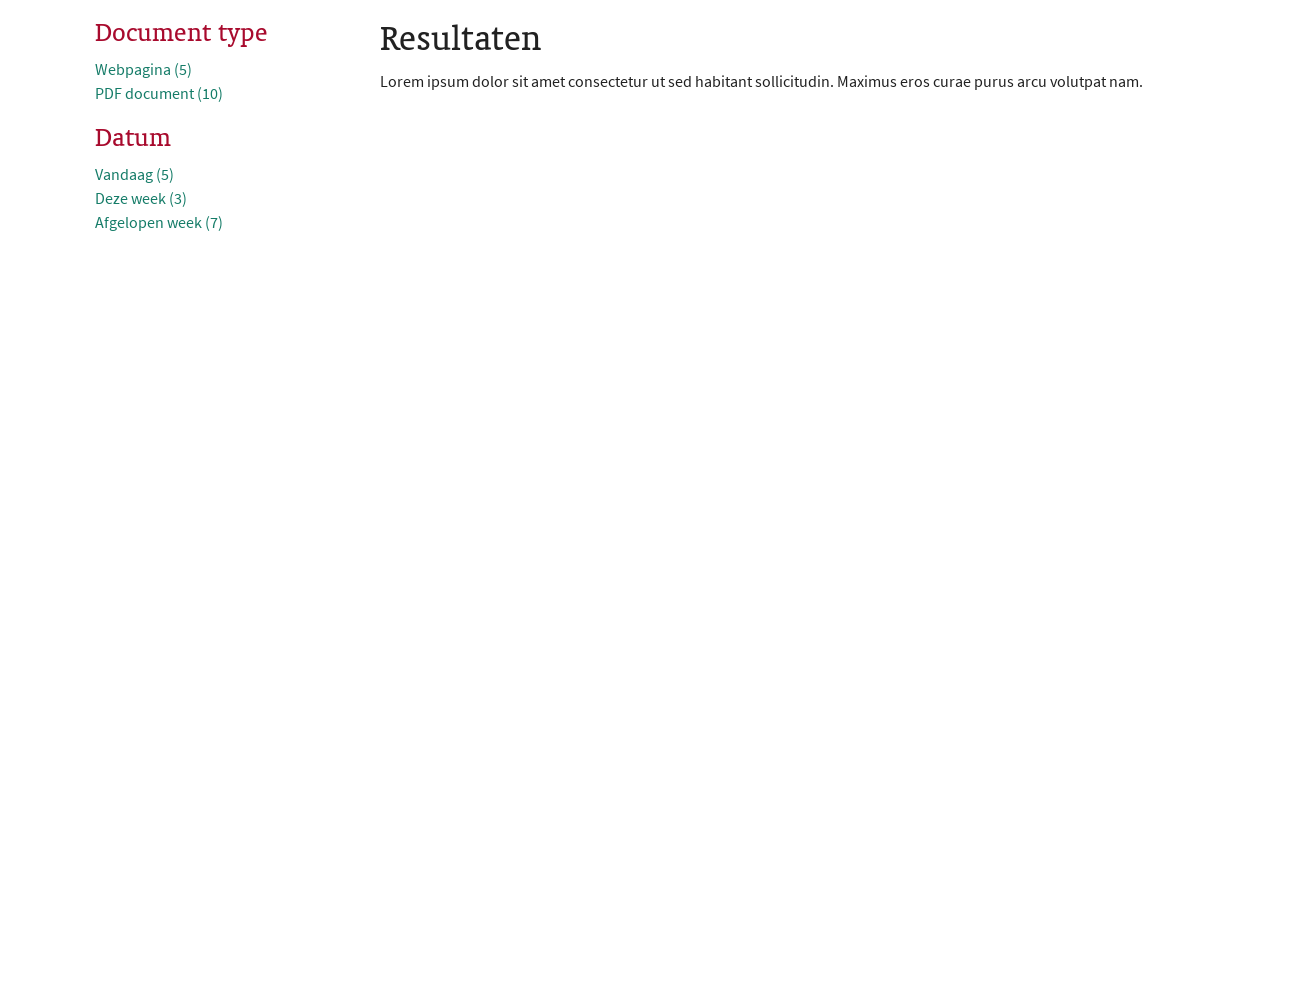 Document type
Webpagina (5)
PDF document (10)
Datum
Vandaag (5)
Deze week (3)
Afgelopen week (7)
Resultaten
Lorem ipsum dolor sit amet consectetur ut sed habitant sollicitudin. Maximus eros curae purus arcu volutpat nam.